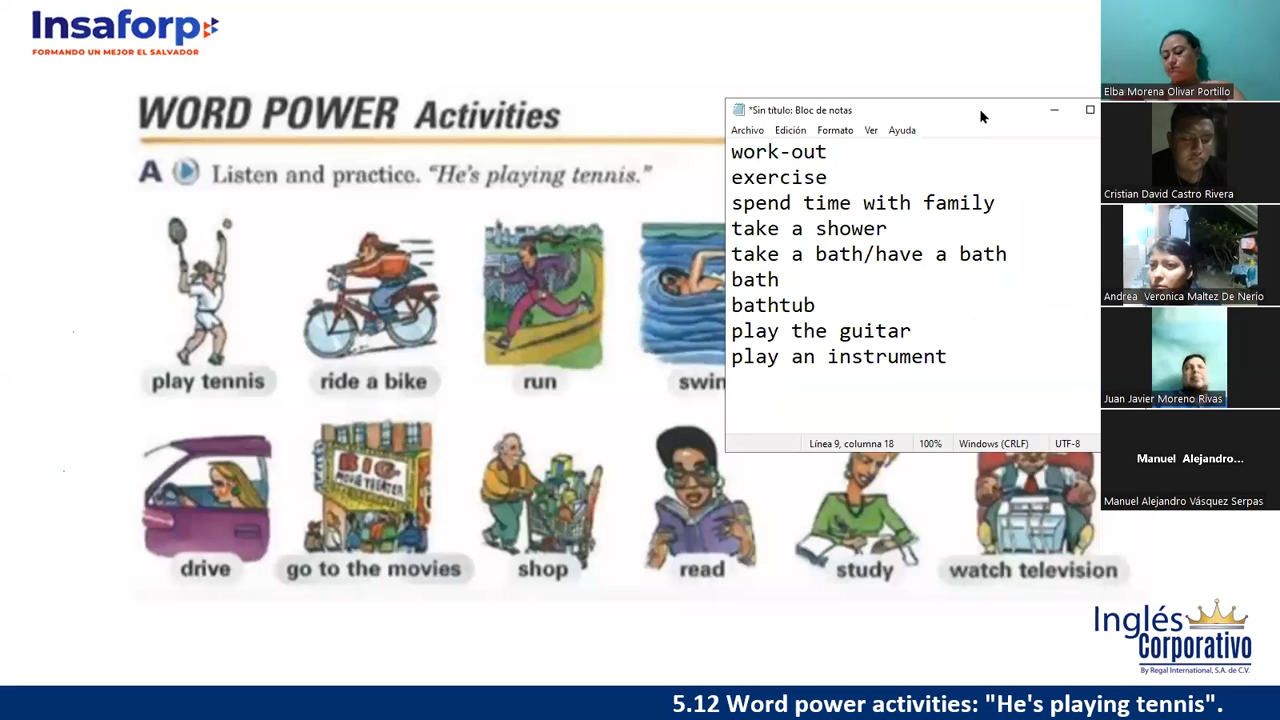 Insaforp
FORMANDO UN MEJOR EL SALVADOR
WORD POWER Activities
A Listen and practice. "He's playing tennis."
play tennis
ride a bike
run
swim
drive
go to the movies
shop
read
study
watch television
BIG
MOVIE THEATER
*Sin título: Bloc de notas
Archivo Edición Formato Ver Ayuda
work-out
exercise
spend time with family
take a shower
take a bath/have a bath
bath
bathtub
play the guitar
play an instrument
Línea 9, columna 18 100% Windows (CRLF) UTF-8
Elba Morena Olivar Portillo
Cristian David Castro Rivera
Andrea Veronica Maltez De Nerio
Juan Javier Moreno Rivas
Manuel Alejandro...
Manuel Alejandro Vásquez Serpas
Inglés
Corporativo
By Regal International, S.A. de C.V.
5.12 Word power activities: "He's playing tennis".